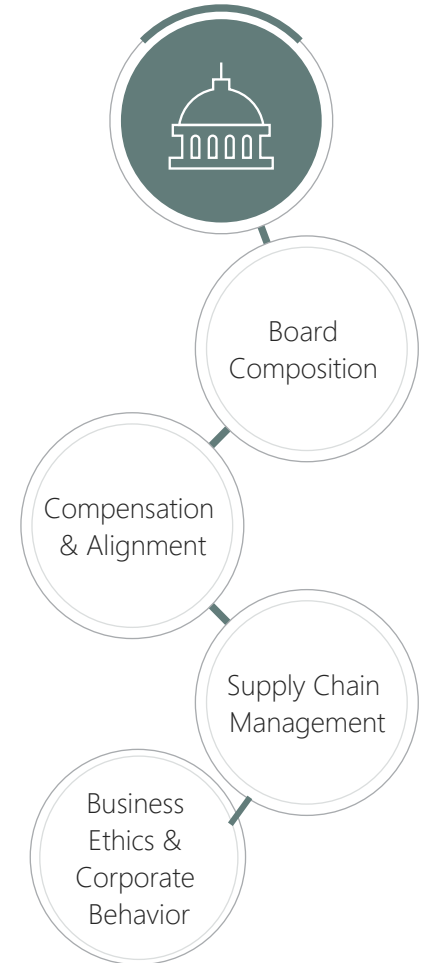 Board
Composition
Compensation
& Alignment
Supply Chain
Management
Business
Ethics &
Corporate
Behavior